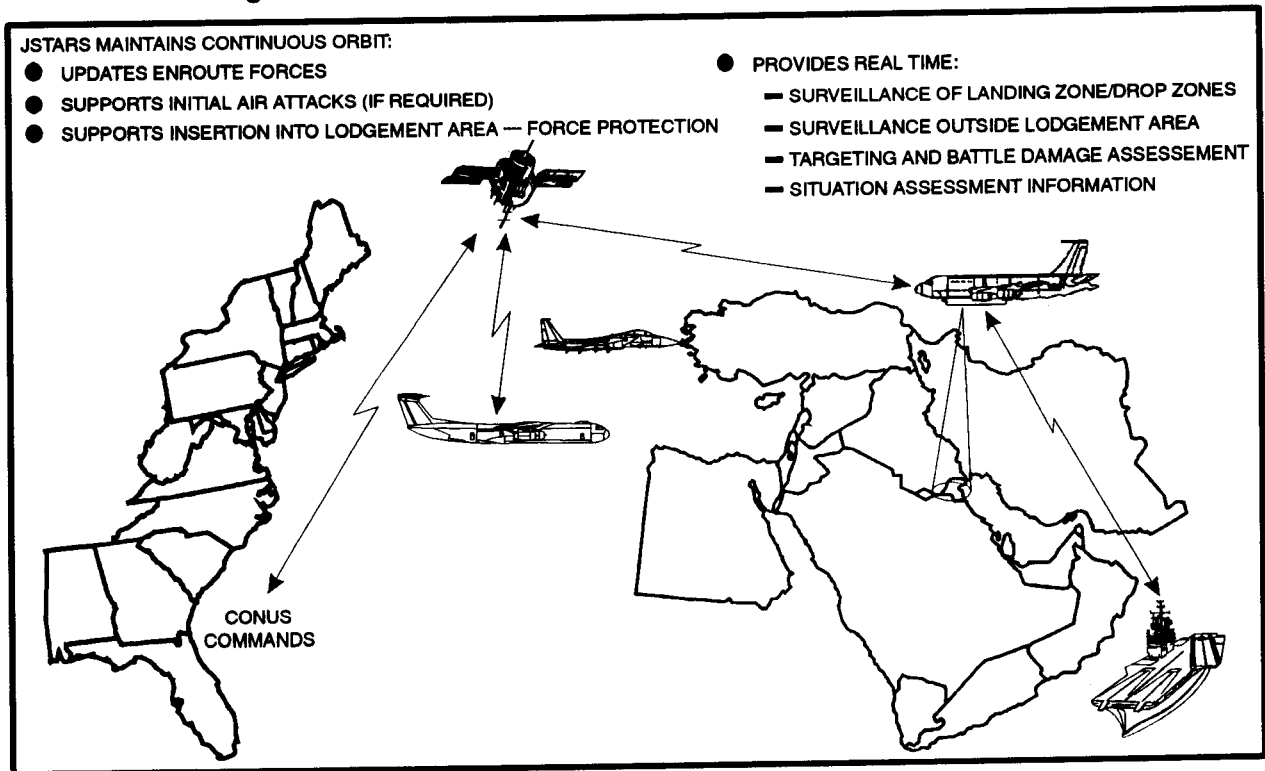 JSTARS MAINTAINS CONTINUOUS ORBIT:
● UPDATES ENROUTE FORCES
● SUPPORTS INITIAL AIR ATTACKS (IF REQUIRED)
● SUPPORTS INSERTION INTO LODGEMENT AREA — FORCE PROTECTION
● PROVIDES REAL TIME:
— SURVEILLANCE OF LANDING ZONE/DROP ZONES
— SURVEILLANCE OUTSIDE LODGEMENT AREA
— TARGETING AND BATTLE DAMAGE ASSESSEMENT
— SITUATION ASSESSMENT INFORMATION
CONUS
COMMANDS